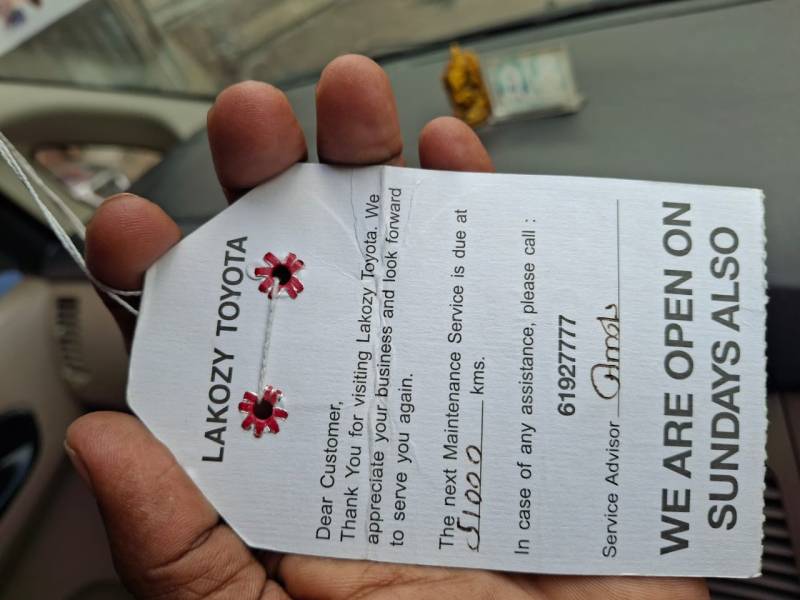 LAKOZY TOYOTA
Dear Customer,
Thank You for visiting Lakozy Toyota. We
appreciate your business and look forward
to serve you again.
The next Maintenance Service is due at
51000 kms.
In case of any assistance, please call :
61927777
Service Advisor Amol
WE ARE OPEN ON
SUNDAYS ALSO